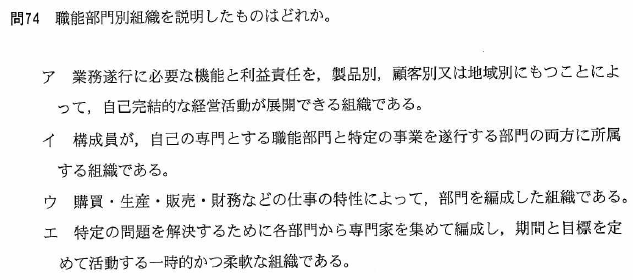 問74 職能部門別組織を説明したものはどれか。
ア 業務遂行に必要な機能と利益責任を，製品別，顧客別又は地域別にもつことによ
って，自己完結的な経営活動が展開できる組織である。
イ 構成員が，自己の専門とする職能部門と特定の事業を遂行する部門の両方に所属
する組織である。
ウ 購買・生産・販売・財務などの仕事の特性によって，部門を編成した組織である。
エ 特定の問題を解決するために各部門から専門家を集めて編成し，期間と目標を定
めて活動する一時的かつ柔軟な組織である。